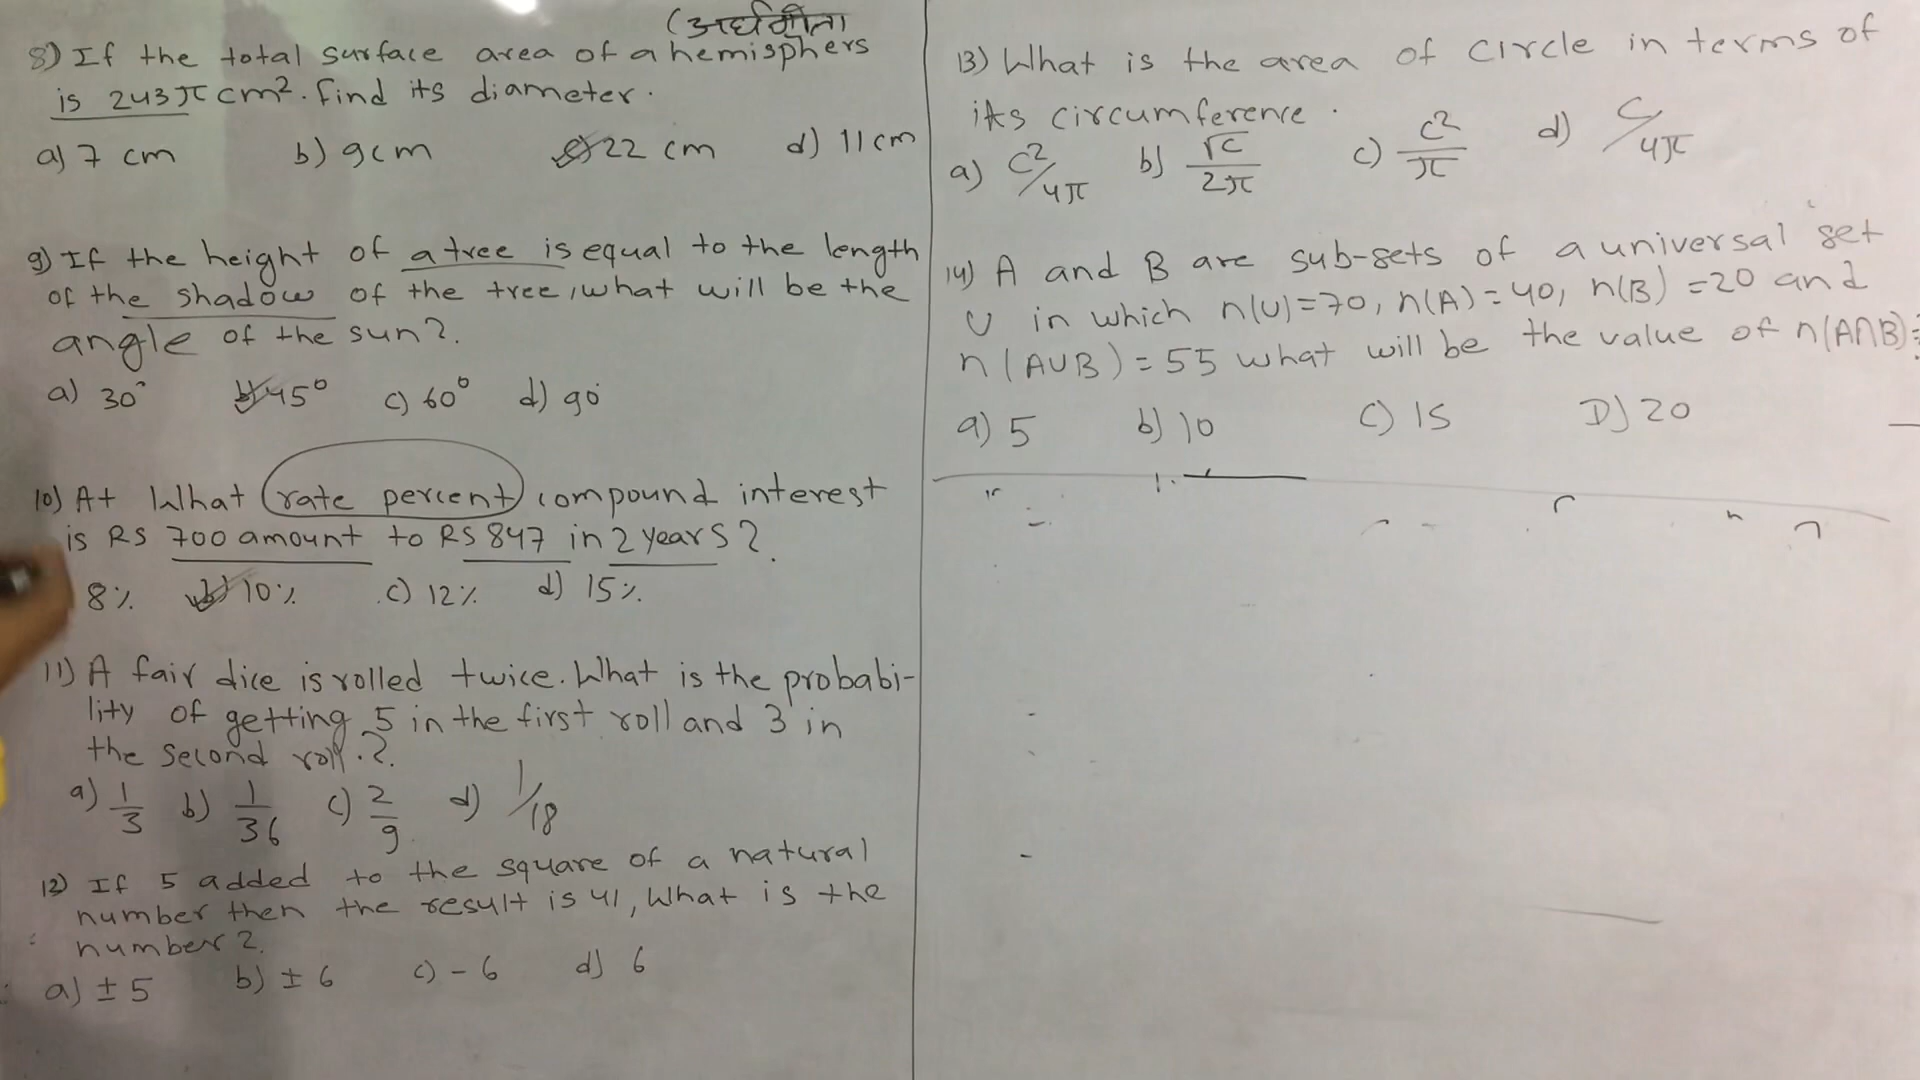 (अर्धगोला
8) If the total surface area of a hemisphers
is 243π cm². find its diameter.
a) 7 cm b) 9cm c) 22 cm d) 11cm
9) If the height of a tree is equal to the length
of the shadow of the tree, what will be the
angle of the sun?.
a) 30° b) 45° c) 60° d) 90°
10) At What rate percent compound interest
is RS 700 amount to RS 847 in 2 years?.
8% b) 10% c) 12% d) 15%.
11) A fair dice is rolled twice. What is the probabi-
lity of getting 5 in the first roll and 3 in
the second roll.?.
a) 1/3 b) 1/36 c) 2/9 d) 1/18
12) If 5 added to the square of a natural
number then the result is 41, What is the
number?.
a) ±5 b) ±6 c) -6 d) 6
13) What is the area of circle in terms of
its circumference.
a) C²/4π b) √C/2π c) C²/π d) C/4π
14) A and B are sub-sets of a universal set
U in which n(U)=70, n(A)=40, n(B)=20 and
n(A∪B)=55 what will be the value of n(A∩B)?
a) 5 b) 10 c) 15 D) 20